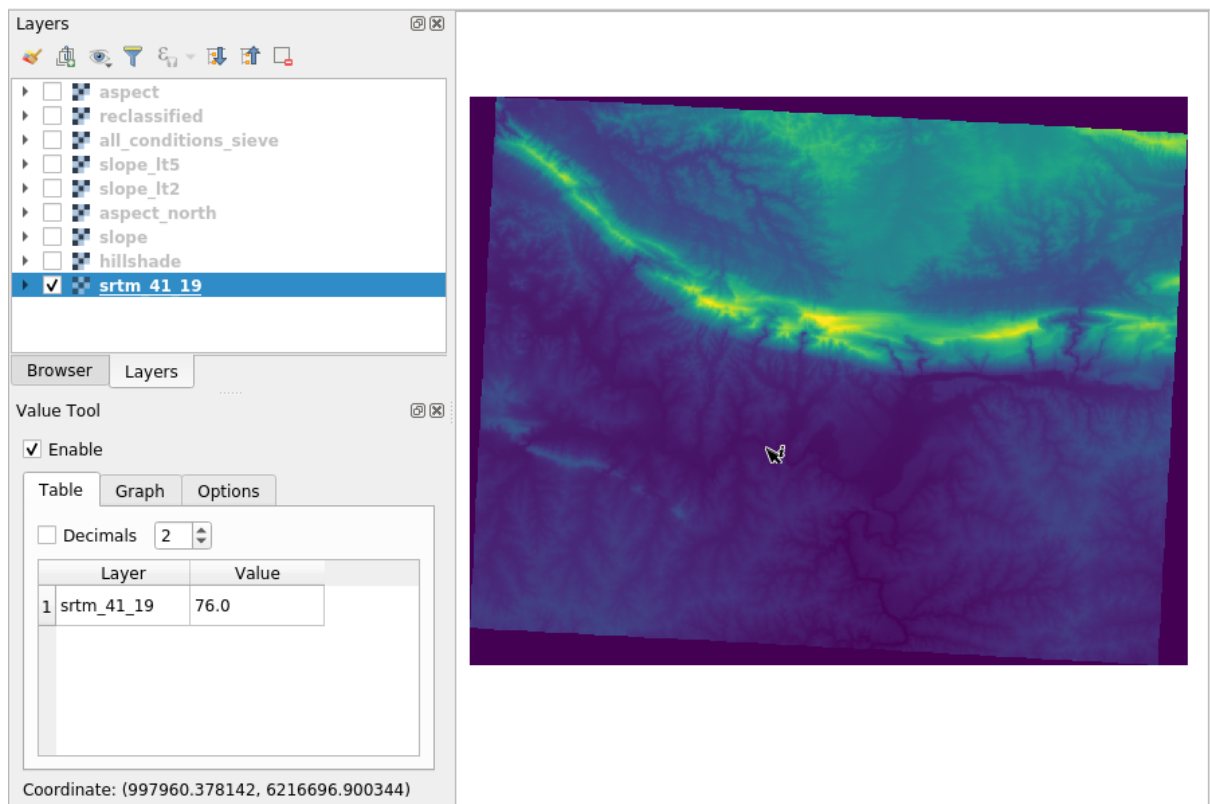 Layers
aspect
reclassified
all_conditions_sieve
slope_lt5
slope_lt2
aspect_north
slope
hillshade
srtm_41_19
Browser Layers
Value Tool
Enable
Table Graph Options
Decimals 2
Layer Value
1 srtm_41_19 76.0
Coordinate: (997960.378142, 6216696.900344)